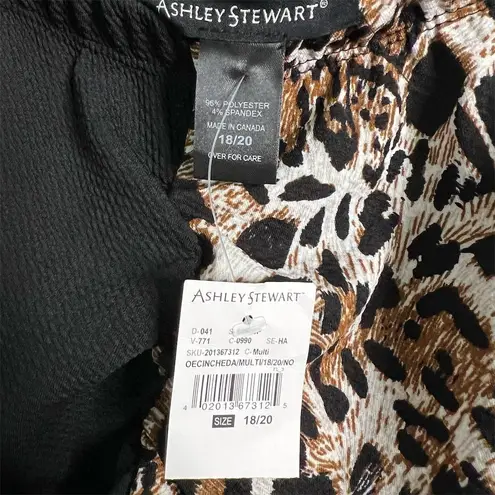 ASHLEY STEWART®
96% POLYESTER
4% SPANDEX
MADE IN CANADA
18/20
OVER FOR CARE
ASHLEY STEWART
D-041
V-771 C-0990 SE-HA
SKU-201367312 C-Multi
OECINCHEDA/MULTI/18/20/NO
4 02013 67312 5
SIZE 18/20